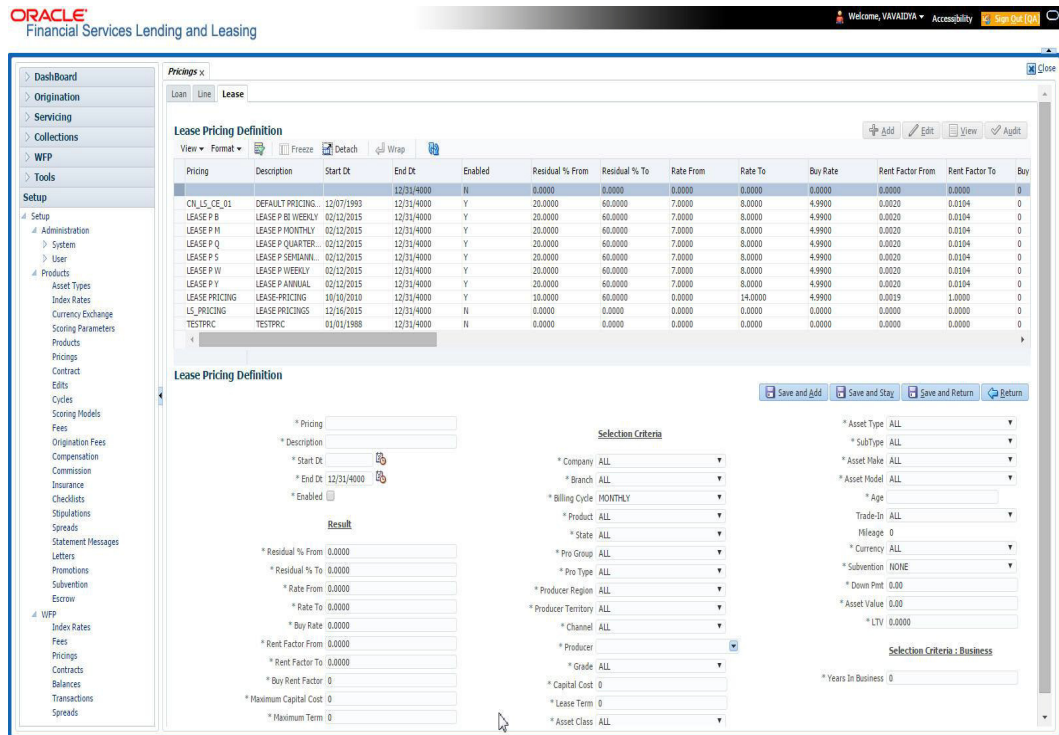 ORACLE
Financial Services Lending and Leasing
Welcome, VAVAIDYA Accessibility Sign Out [QA]
Close
DashBoard
Origination
Servicing
Collections
WFP
Tools
Setup
Setup
Administration
System
User
Products
Asset Types
Index Rates
Currency Exchange
Scoring Parameters
Products
Pricings
Contract
Edits
Cycles
Scoring Models
Fees
Origination Fees
Compensation
Commission
Insurance
Checklists
Stipulations
Spreads
Statement Messages
Letters
Promotions
Subvention
Escrow
WFP
Index Rates
Fees
Pricings
Contracts
Balances
Transactions
Spreads
Pricings x
Loan Line Lease
Lease Pricing Definition
Add Edit View Audit
View Format Freeze Detach Wrap
Pricing Description Start Dt End Dt Enabled Residual % From Residual % To Rate From Rate To Buy Rate Rent Factor From Rent Factor To Buy
12/31/4000 N 0.0000 0.0000 0.0000 0.0000 0.0000 0.0000 0.0000 0
CN_LS_CE_01 DEFAULT PRICING... 12/07/1993 12/31/4000 Y 20.0000 60.0000 7.0000 8.0000 4.9900 0.0020 0.0104 0
LEASE P B LEASE P BI WEEKLY 02/12/2015 12/31/4000 Y 20.0000 60.0000 7.0000 8.0000 4.9900 0.0020 0.0104 0
LEASE P M LEASE P MONTHLY 02/12/2015 12/31/4000 Y 20.0000 60.0000 7.0000 8.0000 4.9900 0.0020 0.0104 0
LEASE P Q LEASE P QUARTER... 02/12/2015 12/31/4000 Y 20.0000 60.0000 7.0000 8.0000 4.9900 0.0020 0.0104 0
LEASE P S LEASE P SEMIANN... 02/12/2015 12/31/4000 Y 20.0000 60.0000 7.0000 8.0000 4.9900 0.0020 0.0104 0
LEASE P W LEASE P WEEKLY 02/12/2015 12/31/4000 Y 20.0000 60.0000 7.0000 8.0000 4.9900 0.0020 0.0104 0
LEASE P Y LEASE P ANNUAL 02/12/2015 12/31/4000 Y 20.0000 60.0000 7.0000 8.0000 4.9900 0.0020 0.0104 0
LEASE PRICING LEASE-PRICING 10/10/2010 12/31/4000 Y 10.0000 60.0000 0.0000 14.0000 4.9900 0.0019 1.0000 0
LS_PRICING LEASE PRICINGS 12/16/2015 12/31/4000 N 0.0000 0.0000 0.0000 0.0000 0.0000 0.0000 0.0000 0
TESTPRC TESTPRC 01/01/1988 12/31/4000 N 0.0000 0.0000 0.0000 0.0000 0.0000 0.0000 0.0000 0
Lease Pricing Definition
Save and Add Save and Stay Save and Return Return
* Pricing
* Description
* Start Dt
* End Dt 12/31/4000
* Enabled
Result
* Residual % From 0.0000
* Residual % To 0.0000
* Rate From 0.0000
* Rate To 0.0000
* Buy Rate 0.0000
* Rent Factor From 0.0000
* Rent Factor To 0.0000
* Buy Rent Factor 0
* Maximum Capital Cost 0
* Maximum Term 0
Selection Criteria
* Company ALL
* Branch ALL
* Billing Cycle MONTHLY
* Product ALL
* State ALL
* Pro Group ALL
* Pro Type ALL
* Producer Region ALL
* Producer Territory ALL
* Channel ALL
* Producer
* Grade ALL
* Capital Cost 0
* Lease Term 0
* Asset Class ALL
* Asset Type ALL
* SubType ALL
* Asset Make ALL
* Asset Model ALL
* Age
Trade-In ALL
Mileage 0
* Currency ALL
* Subvention NONE
* Down Pmt 0.00
* Asset Value 0.00
* LTV 0.0000
Selection Criteria : Business
* Years In Business 0